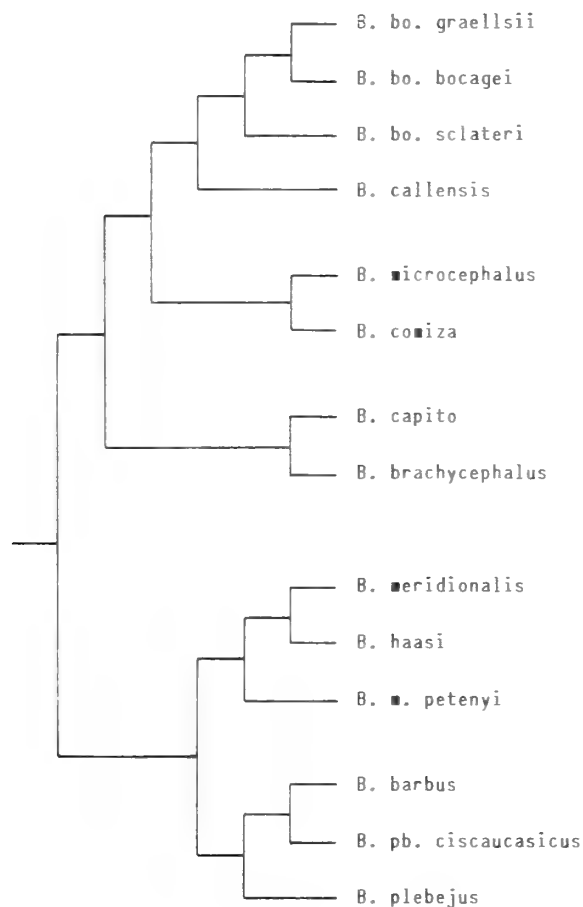 B. bo. graellsii
B. bo. bocagei
B. bo. sclateri
B. callensis
B. microcephalus
B. comiza
B. capito
B. brachycephalus
B. meridionalis
B. haasi
B. m. petenyi
B. barbus
B. pb. ciscaucasicus
B. plebejus